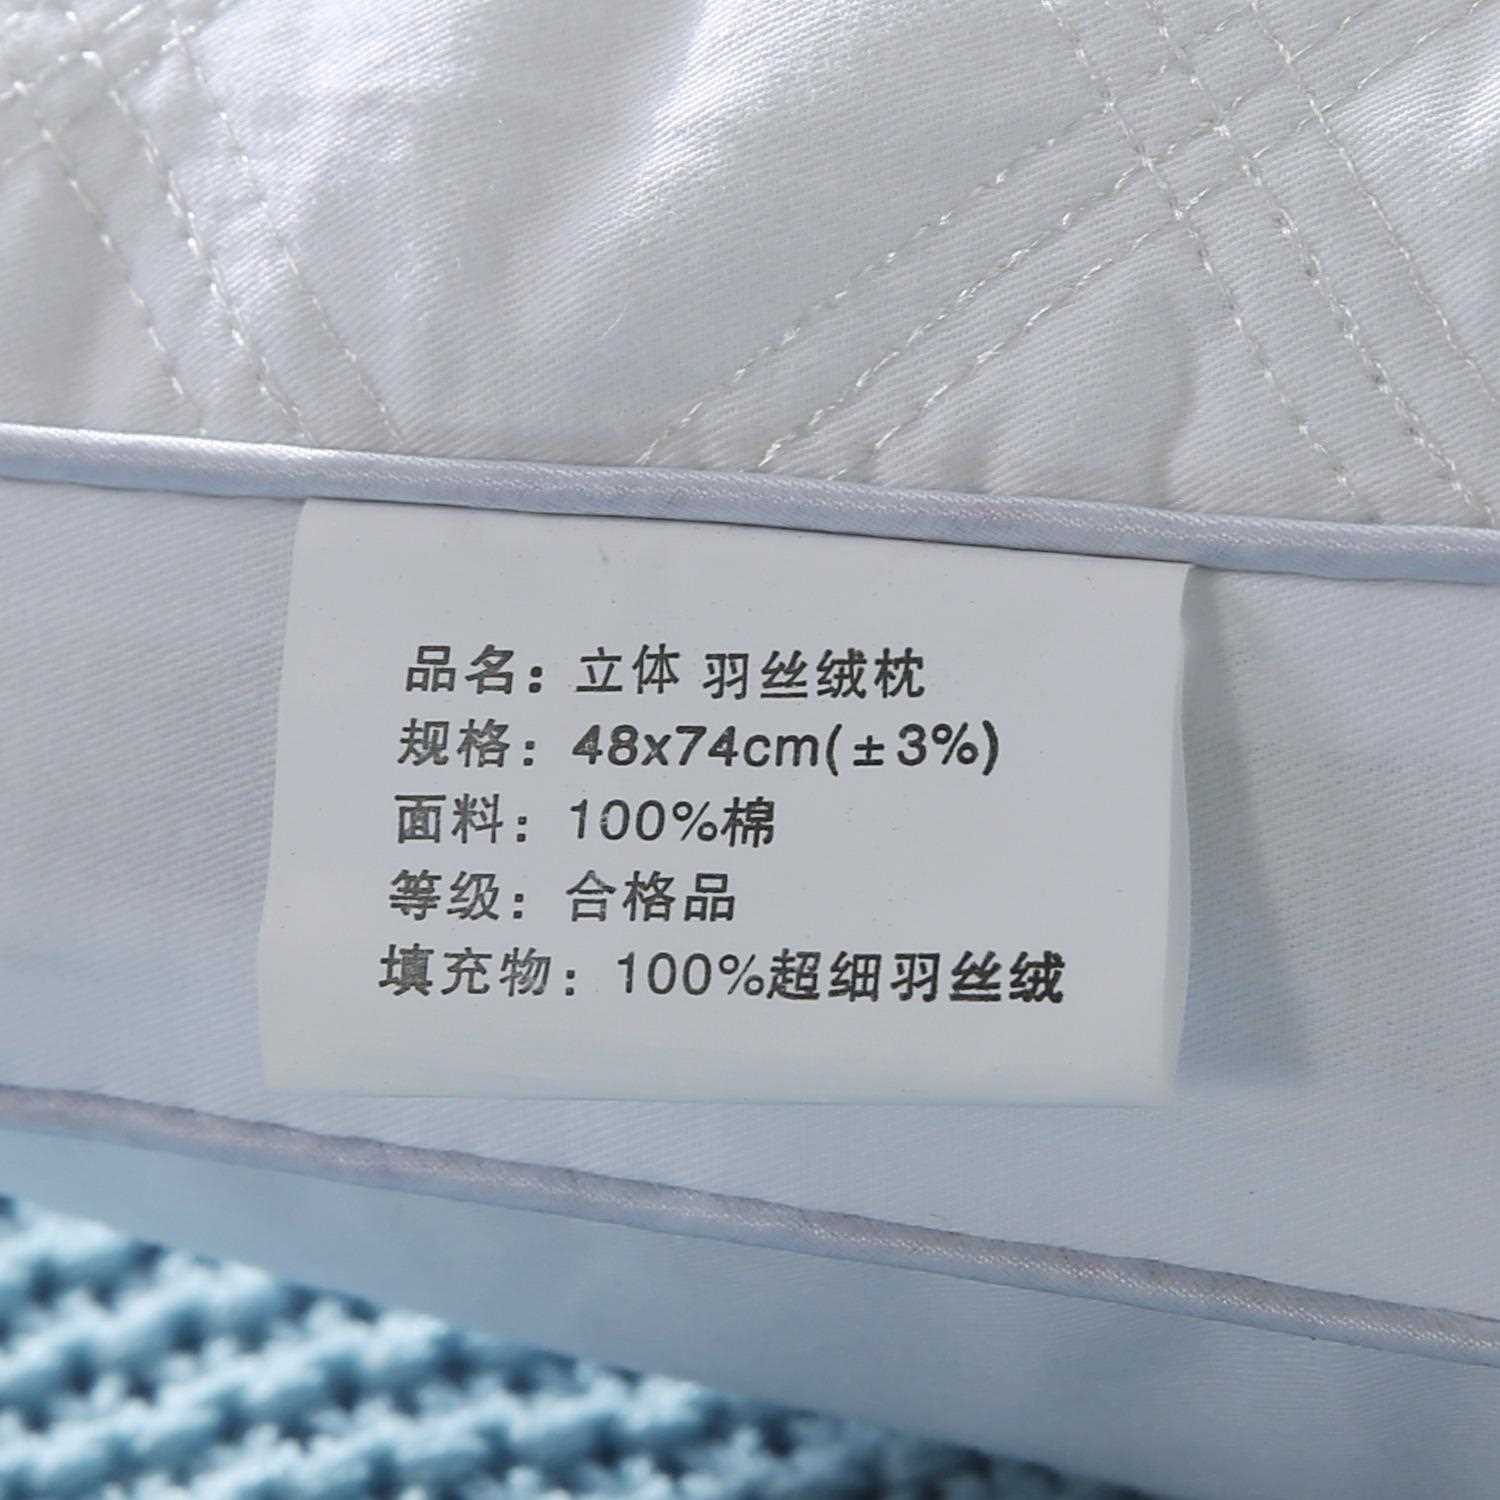 品名：立体 羽丝绒枕
规格：48x74cm(±3%)
面料：100%棉
等级：合格品
填充物：100%超细羽丝绒